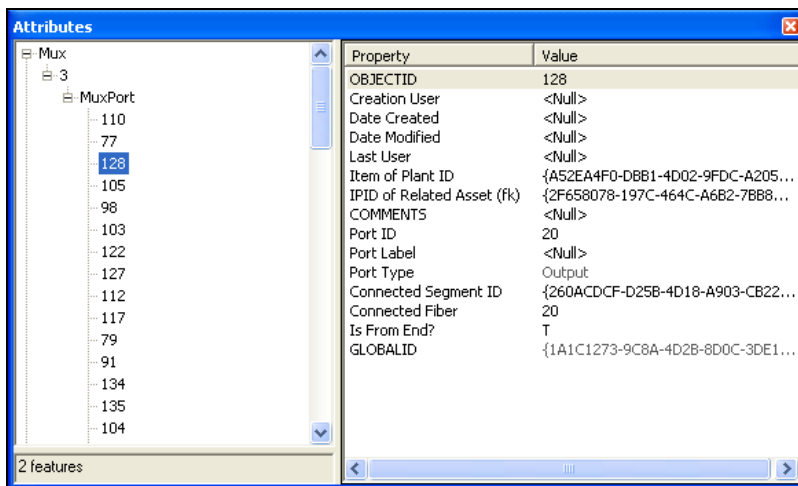 Attributes
Mux
3
MuxPort
110
77
128
105
98
103
122
127
112
117
79
91
134
135
104
2 features
Property Value
OBJECTID 128
Creation User <Null>
Date Created <Null>
Date Modified <Null>
Last User <Null>
Item of Plant ID {A52EA4F0-DBB1-4D02-9FDC-A205...
IPID of Related Asset (fk) {2F658078-197C-464C-A6B2-7BB8...
COMMENTS <Null>
Port ID 20
Port Label <Null>
Port Type Output
Connected Segment ID {260ACDCF-D25B-4D18-A903-CB22...
Connected Fiber 20
Is From End? T
GLOBALID {1A1C1273-9C8A-4D2B-8D0C-3DE1...